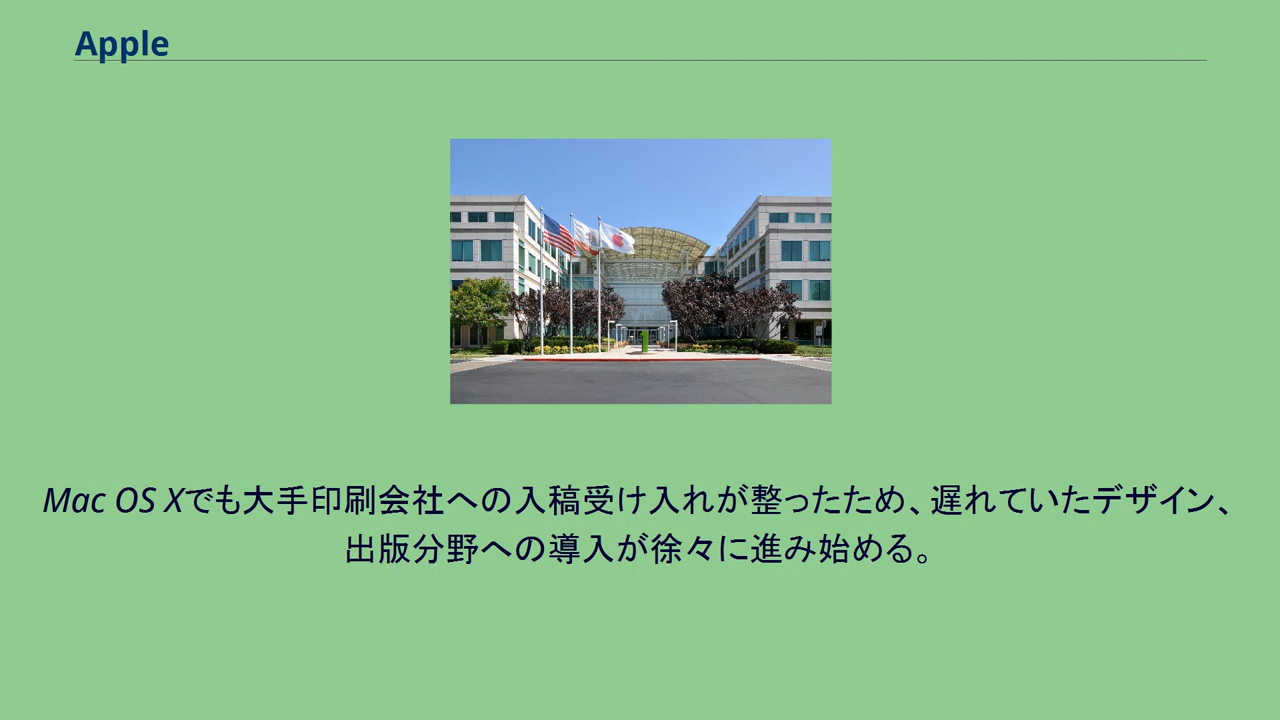 Apple
Mac OS Xでも大手印刷会社への入稿受け入れが整ったため、遅れていたデザイン、
出版分野への導入が徐々に進み始める。